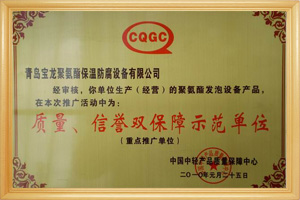 CQGC
青岛宝龙聚氨酯保温防腐设备有限公司
经审核，你单位生产（经营）的聚氨酯发泡设备产品，
在本次推广活动中为：
质量、信誉双保障示范单位
（重点推广单位）
中国中轻产品质量保障中心
二〇一〇元月二十五日